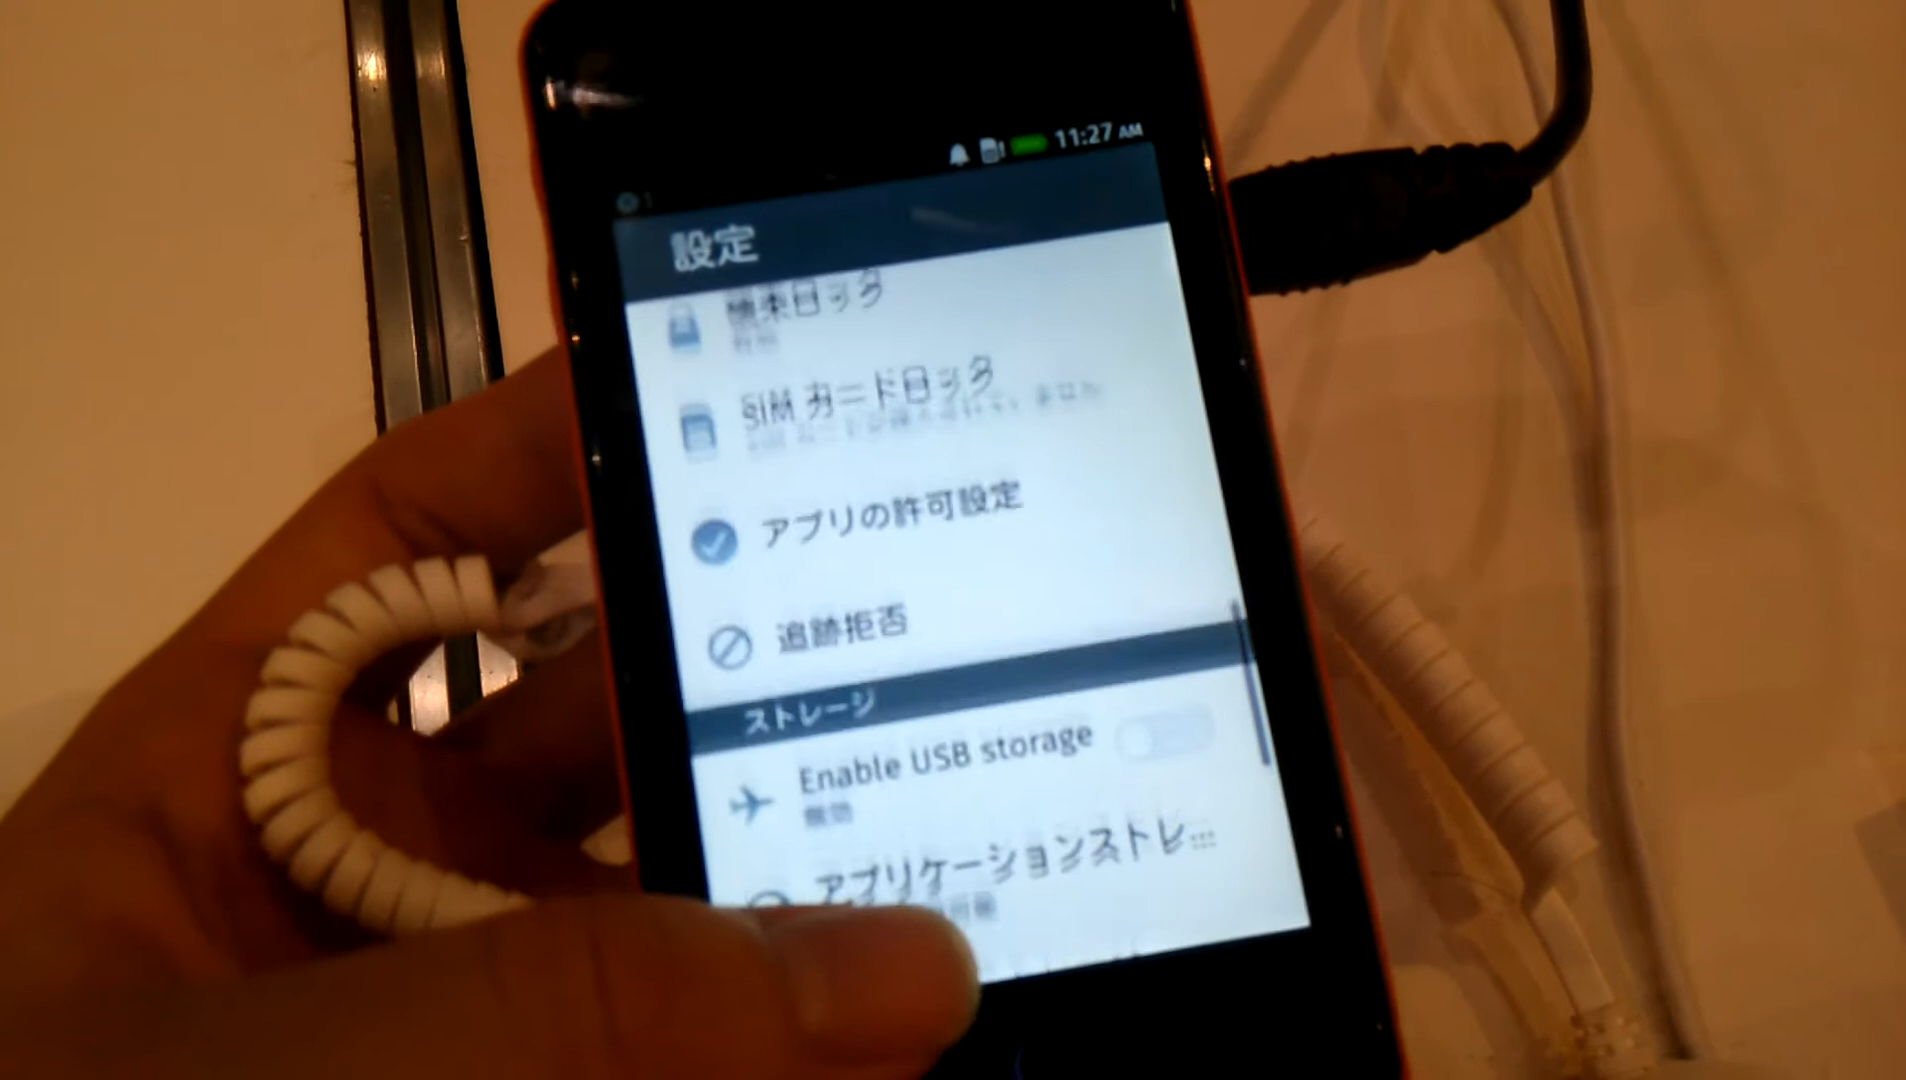 11:27 AM
設定
SIM カードロック
アプリの許可設定
追跡拒否
ストレージ
Enable USB storage
無効
アプリケーションストレ…